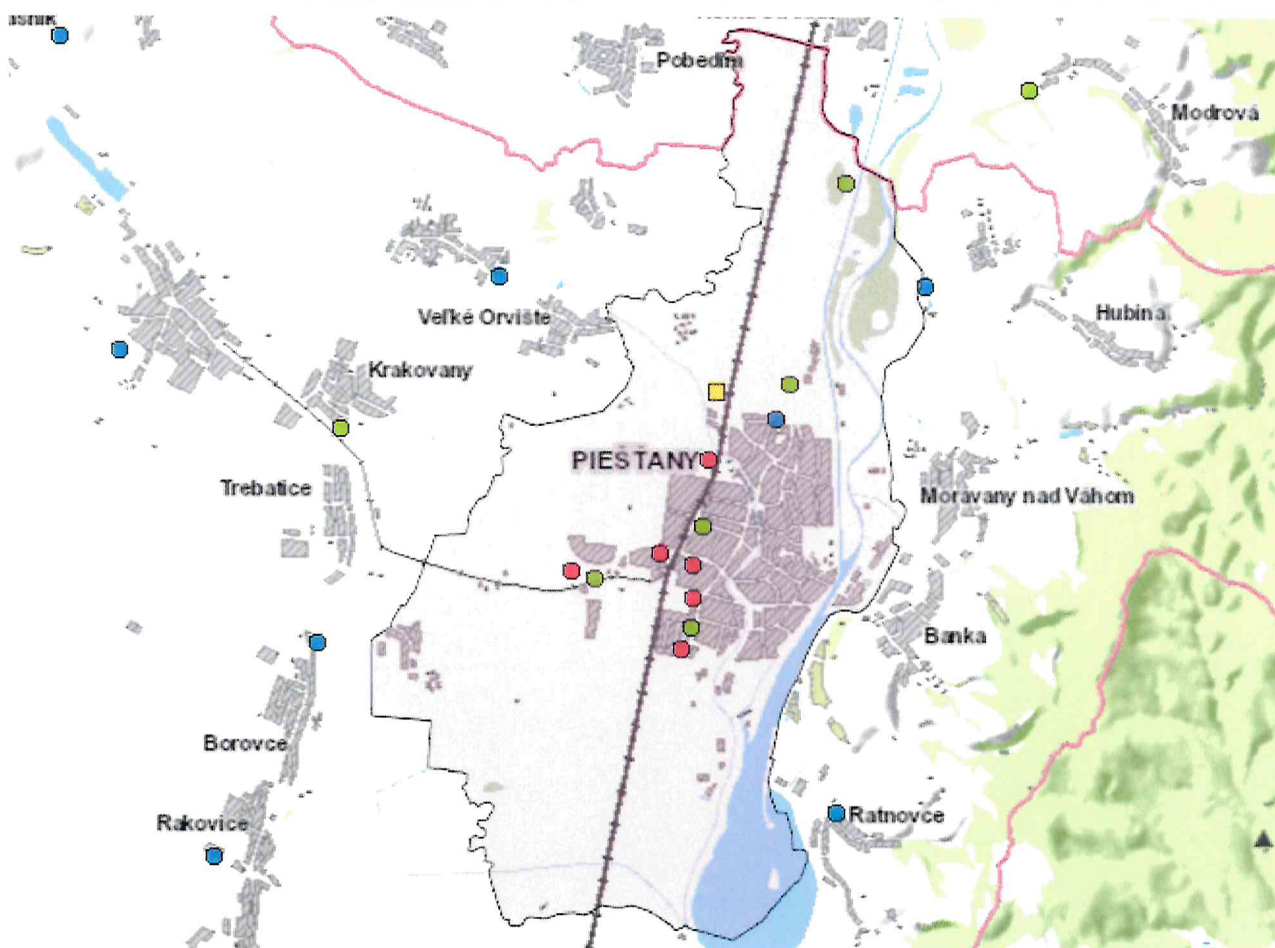 Pobedim
Modrová
Hubina
Veľké Orvište
Krakovany
PIEŠŤANY
Trebatice
Moravany nad Váhom
Banka
Borovce
Ratnovce
Rakovice